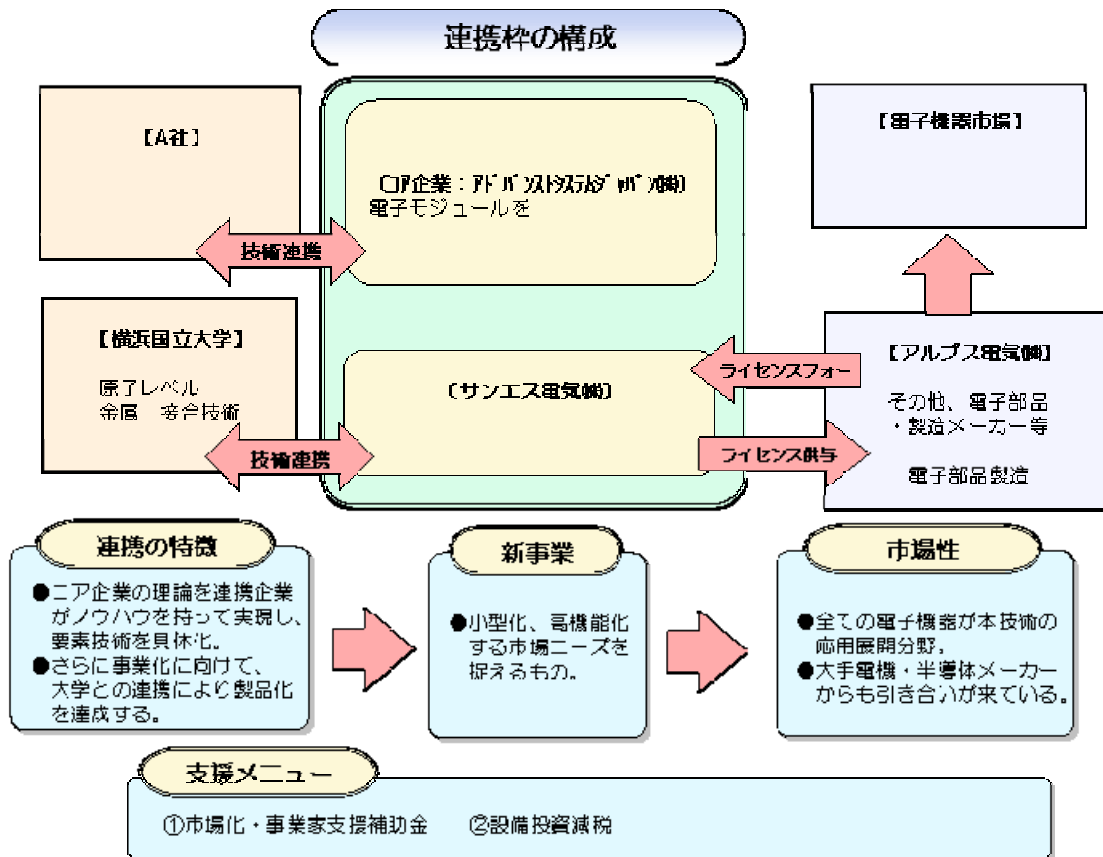 連携枠の構成
【A社】
〔コア企業：アドバンストシステムジャパン㈱〕
電子モジュールを
【電子機器市場】
技術連携
【横浜国立大学】
原子レベル
金属　接合技術
〔サンエス電気㈱〕
技術連携
ライセンスフォー
ライセンス供与
【アルプス電気㈱】
その他、電子部品
・製造メーカー等
電子部品製造
連携の特徴
●コア企業の理論を連携企業
がノウハウを持って実現し、
要素技術を具体化。
●さらに事業化に向けて、
大学との連携により製品化
を達成する。
新事業
●小型化、高機能化
する市場ニーズを
捉えるもの。
市場性
●全ての電子機器が本技術の
応用展開分野。
●大手電機・半導体メーカー
からも引き合いが来ている。
支援メニュー
①市場化・事業家支援補助金　　②設備投資減税